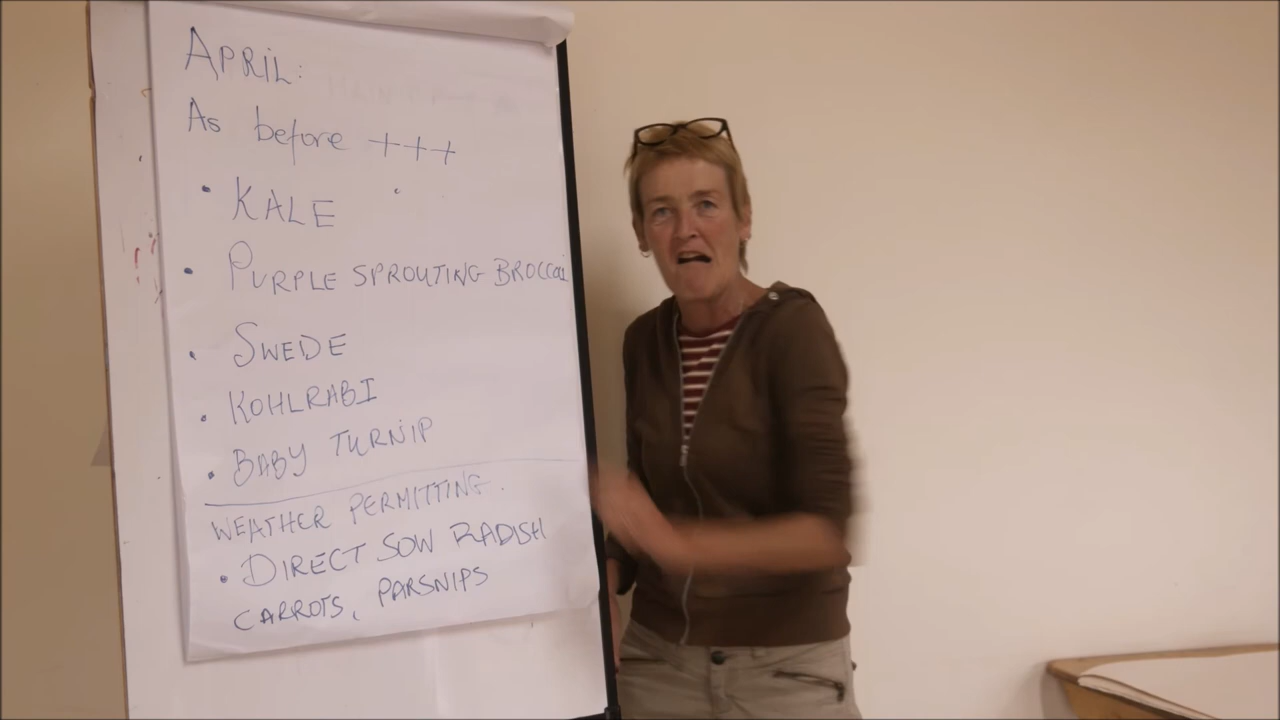 APRIL:
As before +++
• KALE
• PURPLE SPROUTING BROCCOLI
• SWEDE
• KOHLRABI
• BABY TURNIP
WEATHER PERMITTING.
• DIRECT SOW RADISH
CARROTS, PARSNIPS